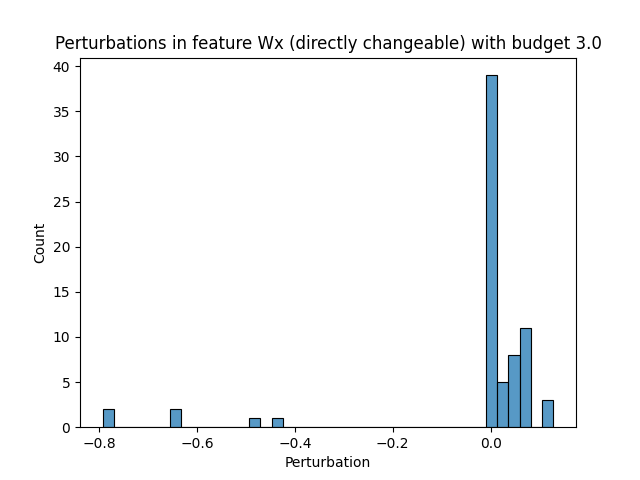 Perturbations in feature Wx (directly changeable) with budget 3.0
40
35
30
25
20
15
10
5
0
Count
−0.8 −0.6 −0.4 −0.2 0.0
Perturbation